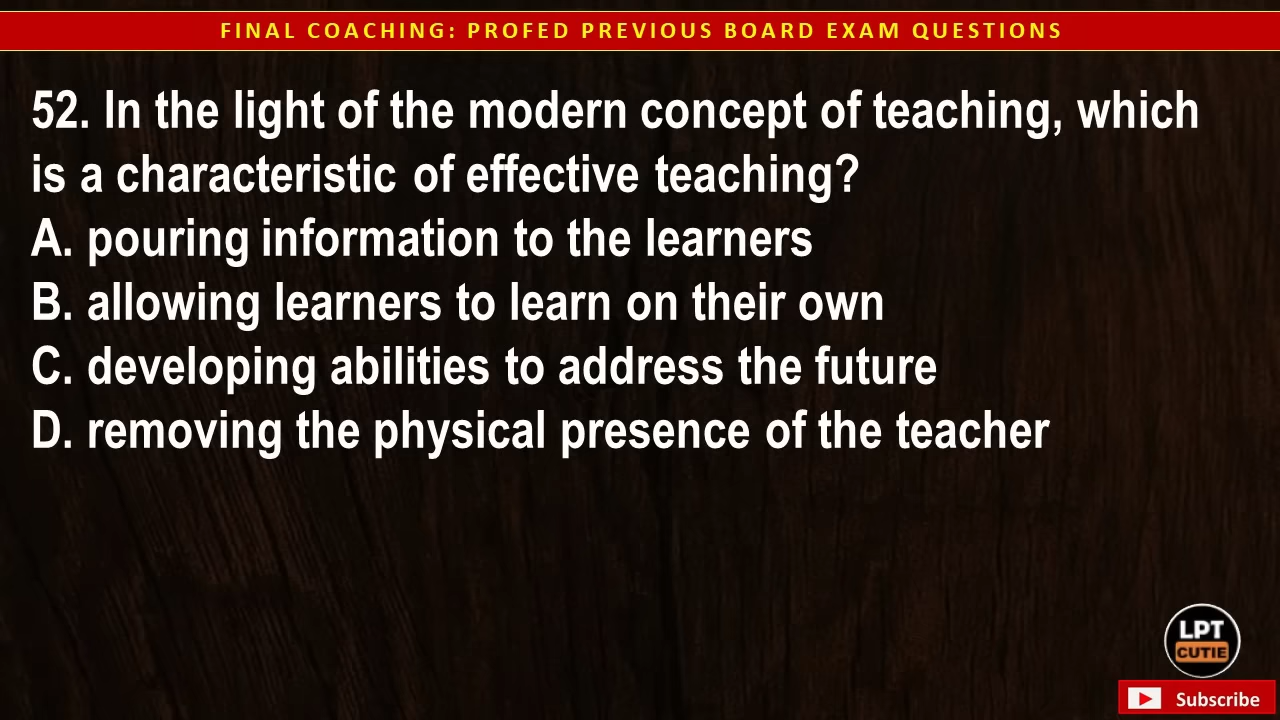 FINAL COACHING: PROFED PREVIOUS BOARD EXAM QUESTIONS
52. In the light of the modern concept of teaching, which
is a characteristic of effective teaching?
A. pouring information to the learners
B. allowing learners to learn on their own
C. developing abilities to address the future
D. removing the physical presence of the teacher
LPT
CUTIE
Subscribe